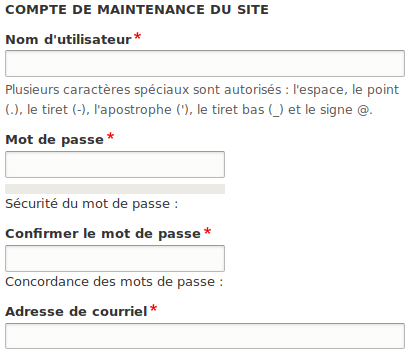 COMPTE DE MAINTENANCE DU SITE
Nom d'utilisateur*
Plusieurs caractères spéciaux sont autorisés : l'espace, le point
(.), le tiret (-), l'apostrophe ('), le tiret bas (_) et le signe @.
Mot de passe*
Sécurité du mot de passe :
Confirmer le mot de passe*
Concordance des mots de passe :
Adresse de courriel*